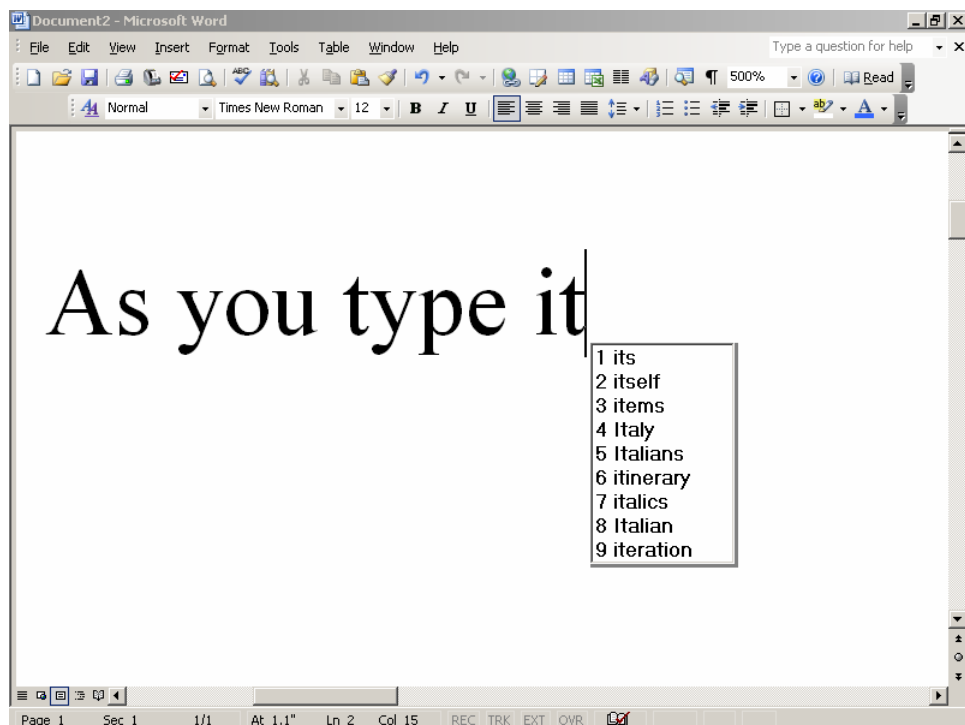 Document2 - Microsoft Word
File Edit View Insert Format Tools Table Window Help Type a question for help
500% Read
Normal Times New Roman 12 B I U
As you type it
1 its
2 itself
3 items
4 Italy
5 Italians
6 itinerary
7 italics
8 Italian
9 iteration
Page 1 Sec 1 1/1 At 1.1" Ln 2 Col 15 REC TRK EXT OVR